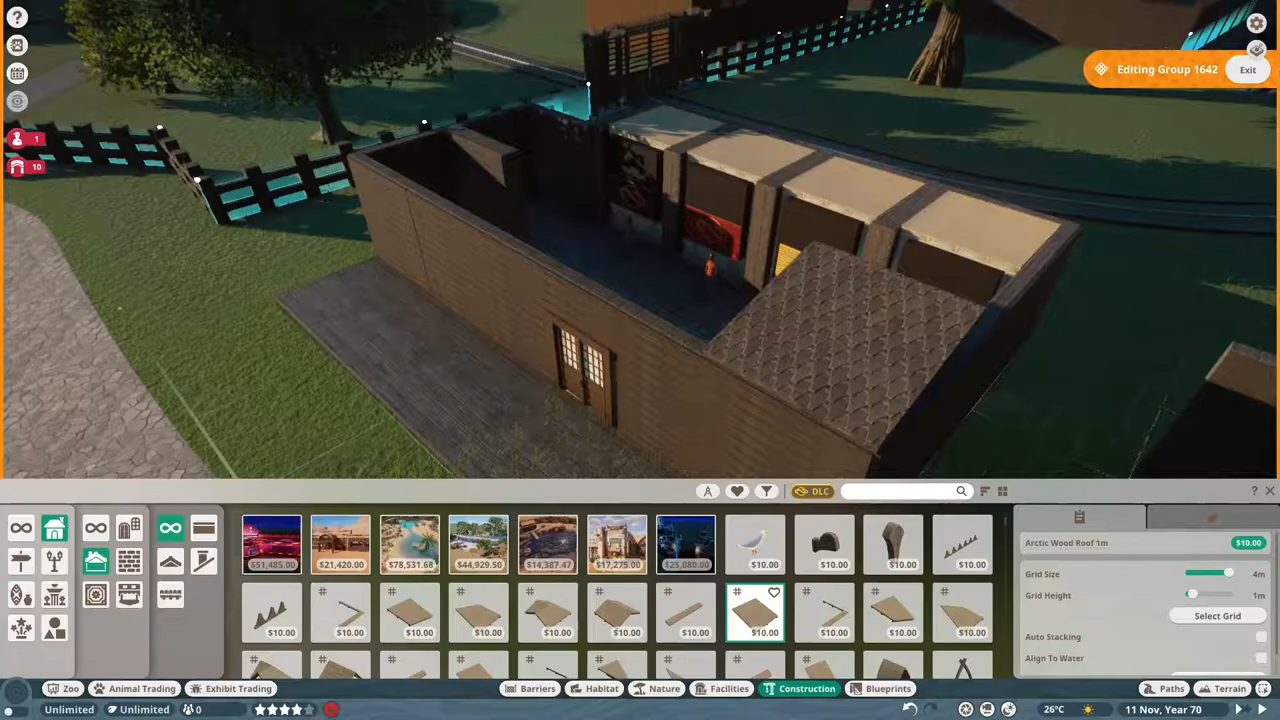 ?
Editing Group 1642 Exit
1
10
DLC ? ×
$51,485.00 $21,420.00 $78,531.68 $44,929.50 $14,387.47 $17,275.00 $25,080.00 $10.00 $10.00 $10.00 $10.00
Arctic Wood Roof 1m $10.00
Grid Size 4m
Grid Height 1m
Select Grid
$10.00 $10.00 $10.00 $10.00 $10.00 $10.00 $10.00 $10.00 $10.00 $10.00 $10.00
Auto Stacking
Align To Water
Zoo Animal Trading Exhibit Trading Barriers Habitat Nature Facilities Construction Blueprints Paths Terrain
Unlimited Unlimited 0 26°C 11 Nov, Year 70